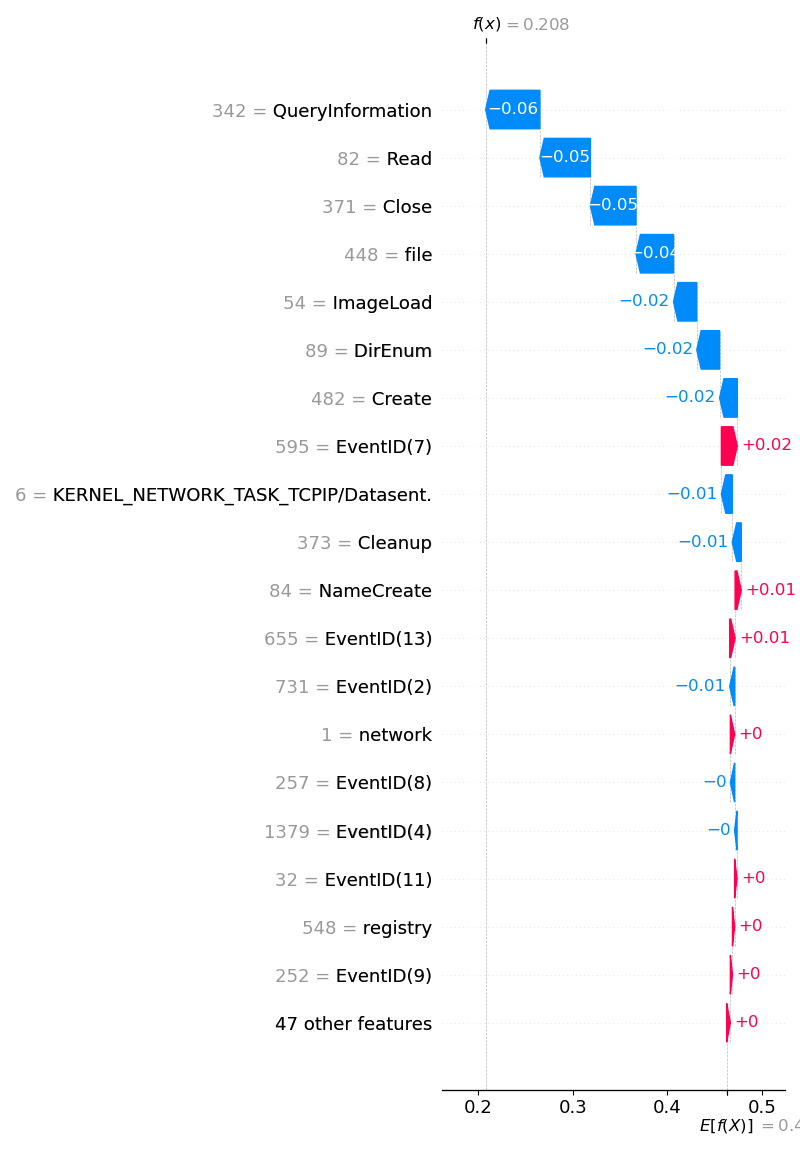 f(x) = 0.208
342 = QueryInformation −0.06
82 = Read −0.05
371 = Close −0.05
448 = file −0.04
54 = ImageLoad −0.02
89 = DirEnum −0.02
482 = Create −0.02
595 = EventID(7) +0.02
6 = KERNEL_NETWORK_TASK_TCPIP/Datasent. −0.01
373 = Cleanup −0.01
84 = NameCreate +0.01
655 = EventID(13) +0.01
731 = EventID(2) −0.01
1 = network +0
257 = EventID(8) −0
1379 = EventID(4) −0
32 = EventID(11) +0
548 = registry +0
252 = EventID(9) +0
47 other features +0
0.2 0.3 0.4 0.5
E[f(X)] = 0.4